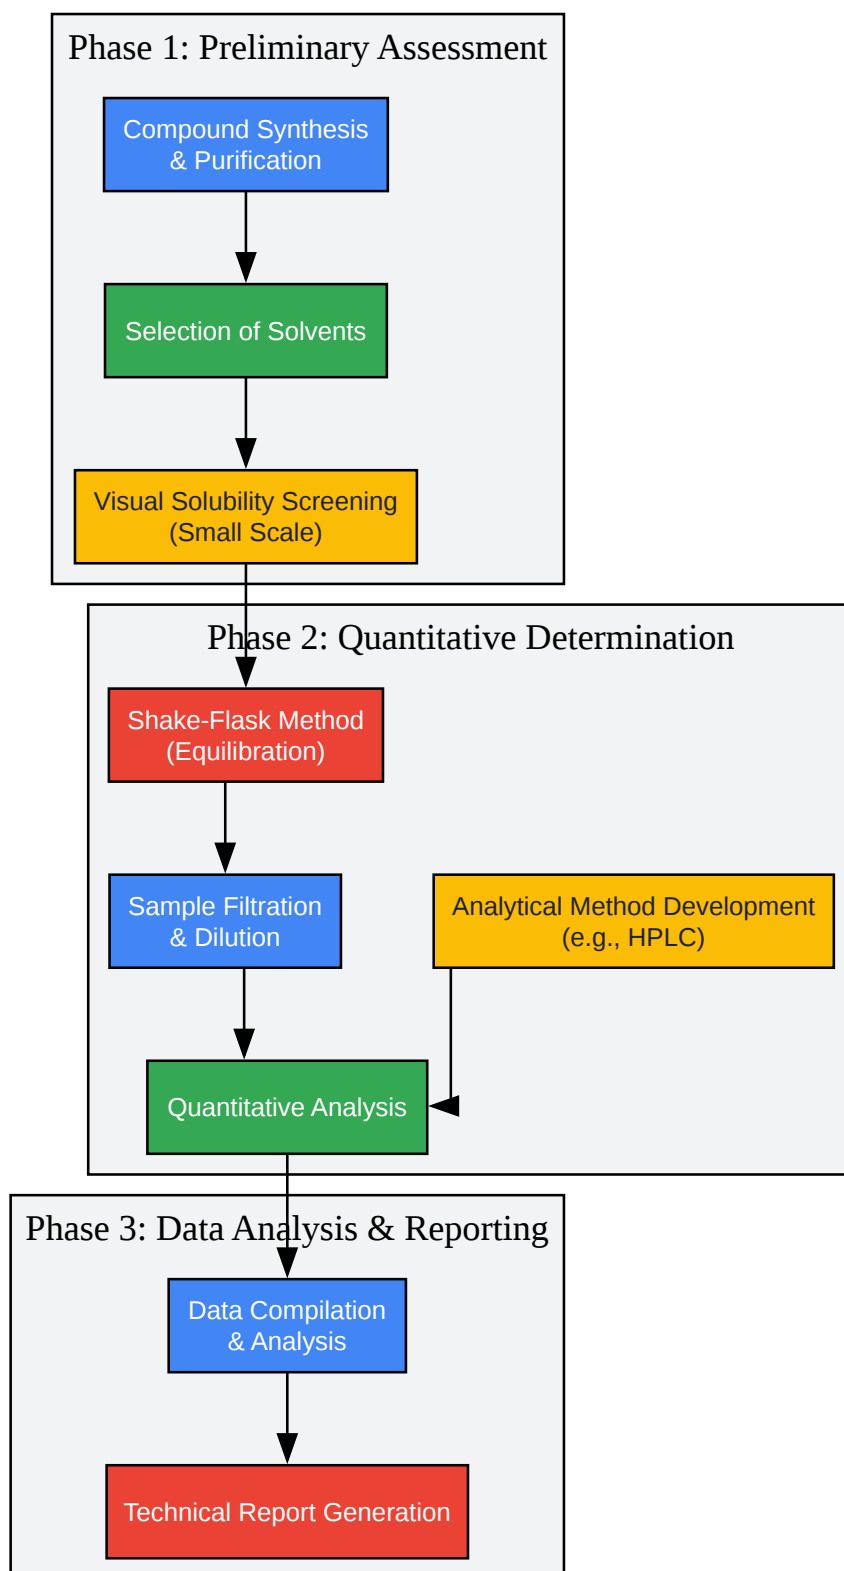 Phase 1: Preliminary Assessment
Compound Synthesis
& Purification
Selection of Solvents
Visual Solubility Screening
(Small Scale)
Phase 2: Quantitative Determination
Shake-Flask Method
(Equilibration)
Sample Filtration
& Dilution
Analytical Method Development
(e.g., HPLC)
Quantitative Analysis
Phase 3: Data Analysis & Reporting
Data Compilation
& Analysis
Technical Report Generation